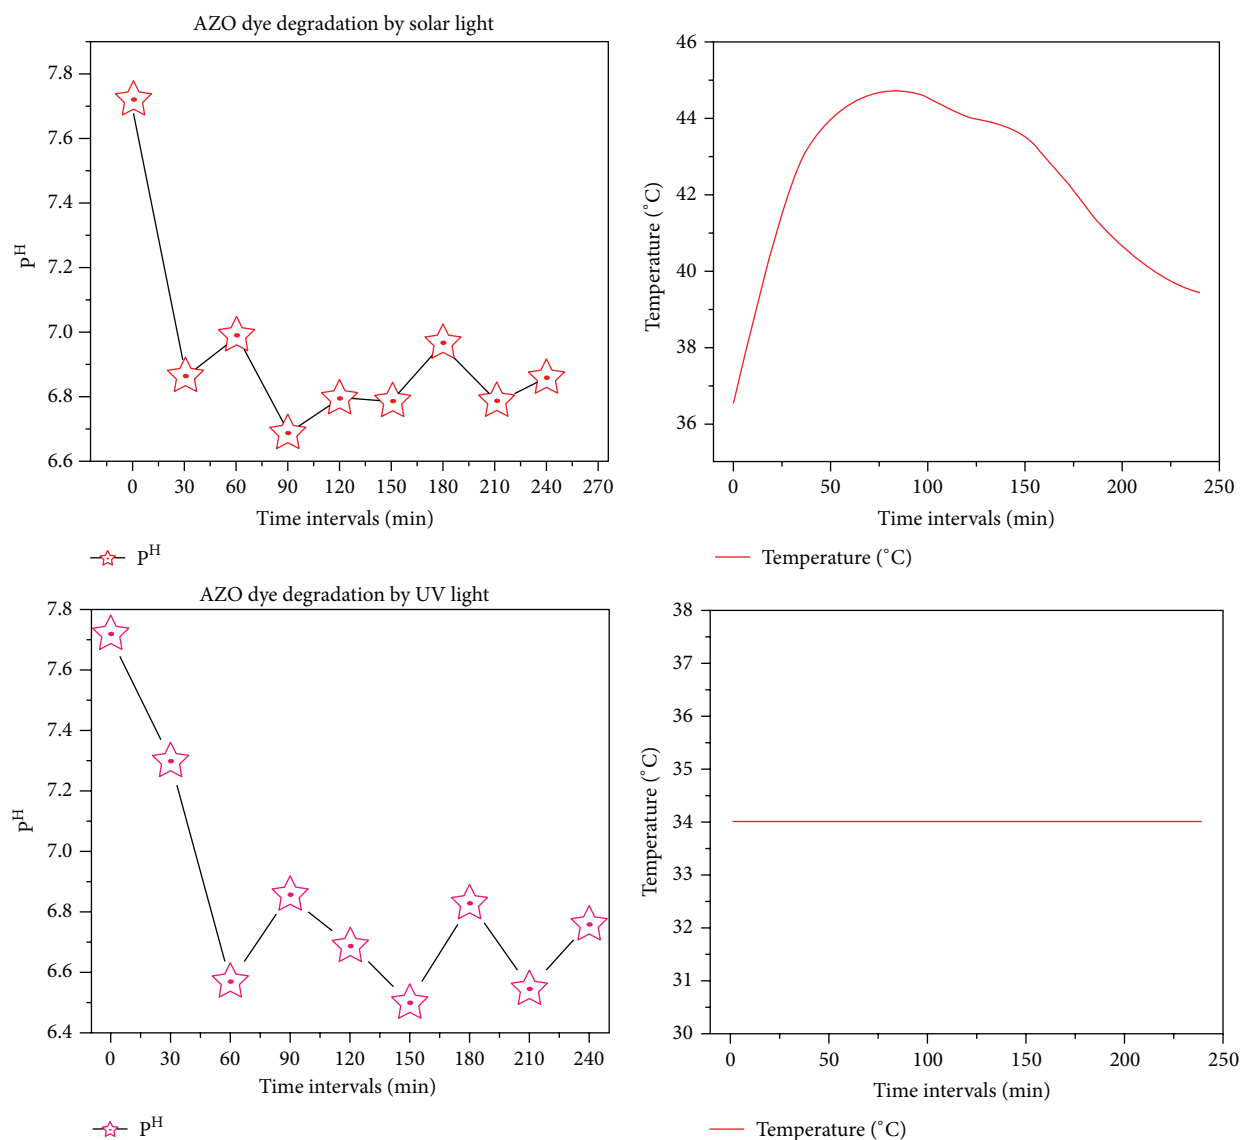 AZO dye degradation by solar light
7.8
7.6
7.4
7.2
7.0
6.8
6.6
P^H
0 30 60 90 120 150 180 210 240 270
Time intervals (min)
P^H
46
44
42
40
38
36
Temperature (°C)
0 50 100 150 200 250
Time intervals (min)
Temperature (°C)
AZO dye degradation by UV light
7.8
7.6
7.4
7.2
7.0
6.8
6.6
6.4
P^H
0 30 60 90 120 150 180 210 240
Time intervals (min)
P^H
38
37
36
35
34
33
32
31
30
Temperature (°C)
0 50 100 150 200 250
Time intervals (min)
Temperature (°C)